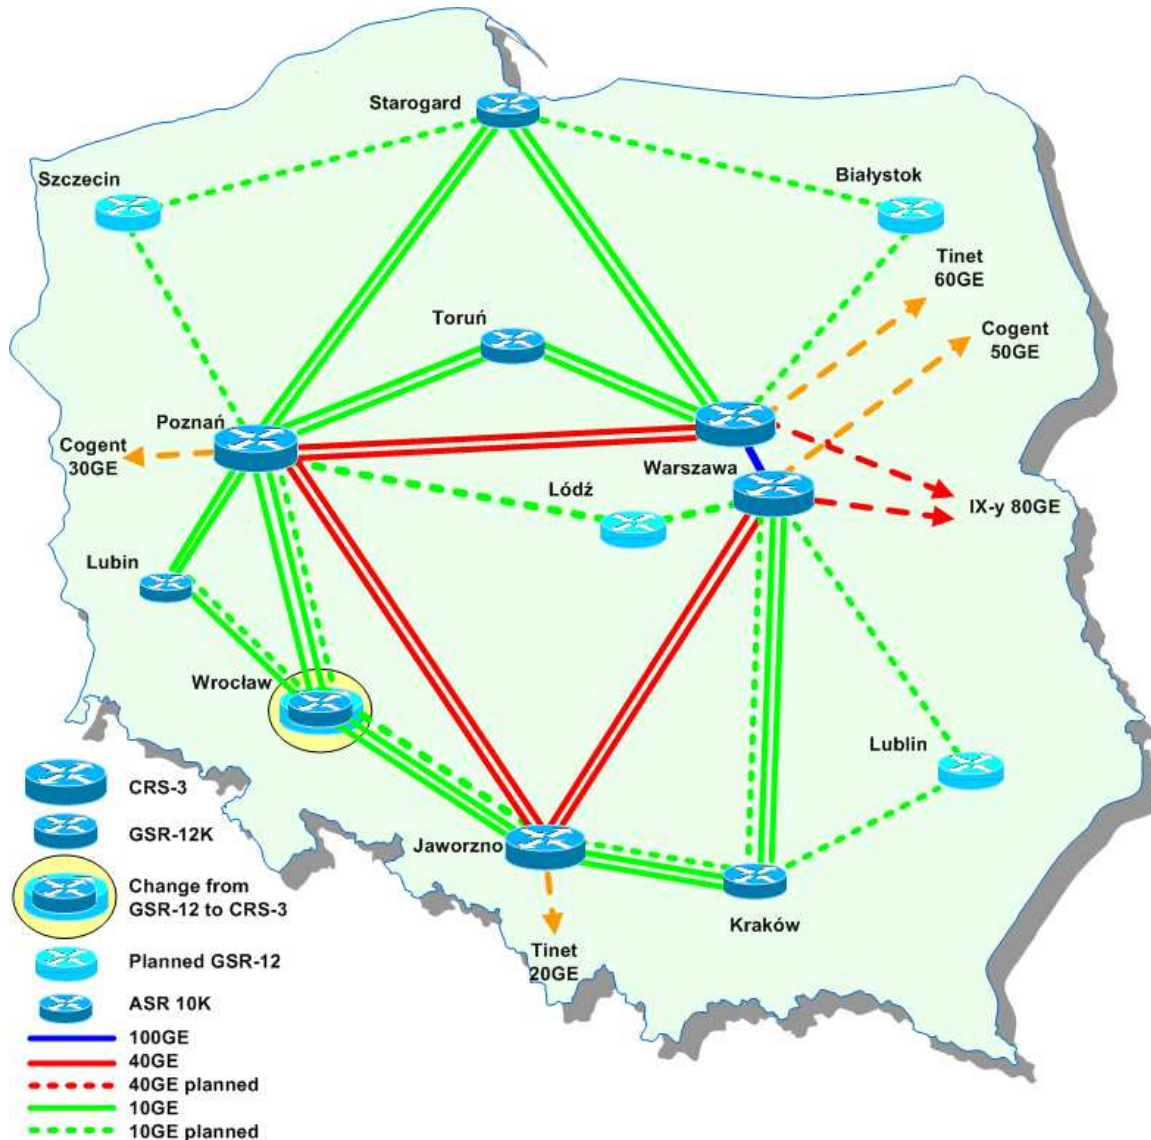 Starogard
Szczecin
Białystok
Tinet
60GE
Toruń
Cogent
50GE
Poznań
Cogent
30GE
Warszawa
Łódź
IX-y 80GE
Lubin
Wrocław
Lublin
Jaworzno
Kraków
Tinet
20GE
CRS-3
GSR-12K
Change from
GSR-12 to CRS-3
Planned GSR-12
ASR 10K
100GE
40GE
40GE planned
10GE
10GE planned